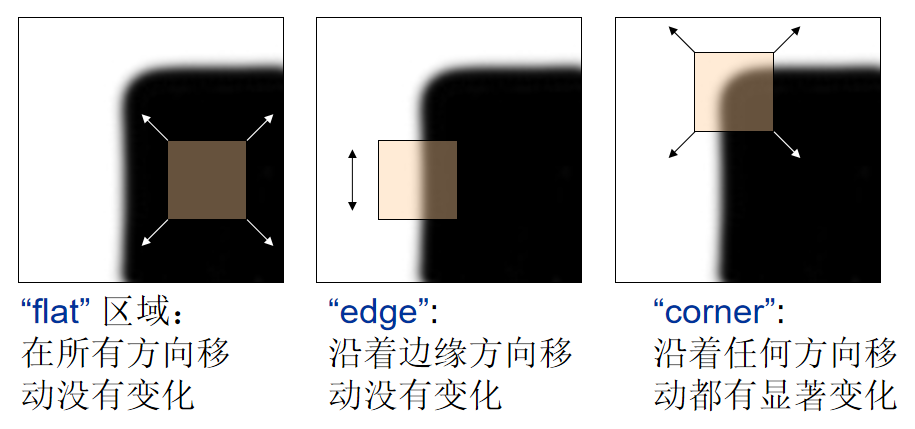 “flat” 区域：
在所有方向移
动没有变化
“edge”:
沿着边缘方向移
动没有变化
“corner”:
沿着任何方向移
动都有显著变化